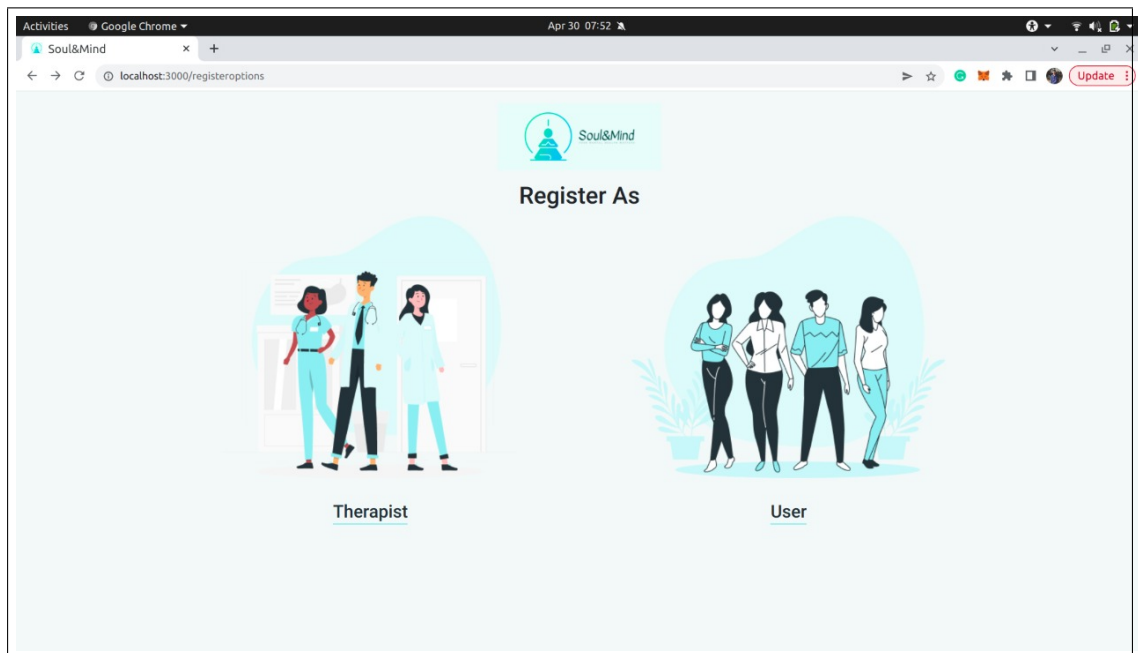 Activities Google Chrome Apr 30 07:52
Soul&Mind
localhost:3000/registeroptions Update
Soul&Mind
Register As
Therapist User